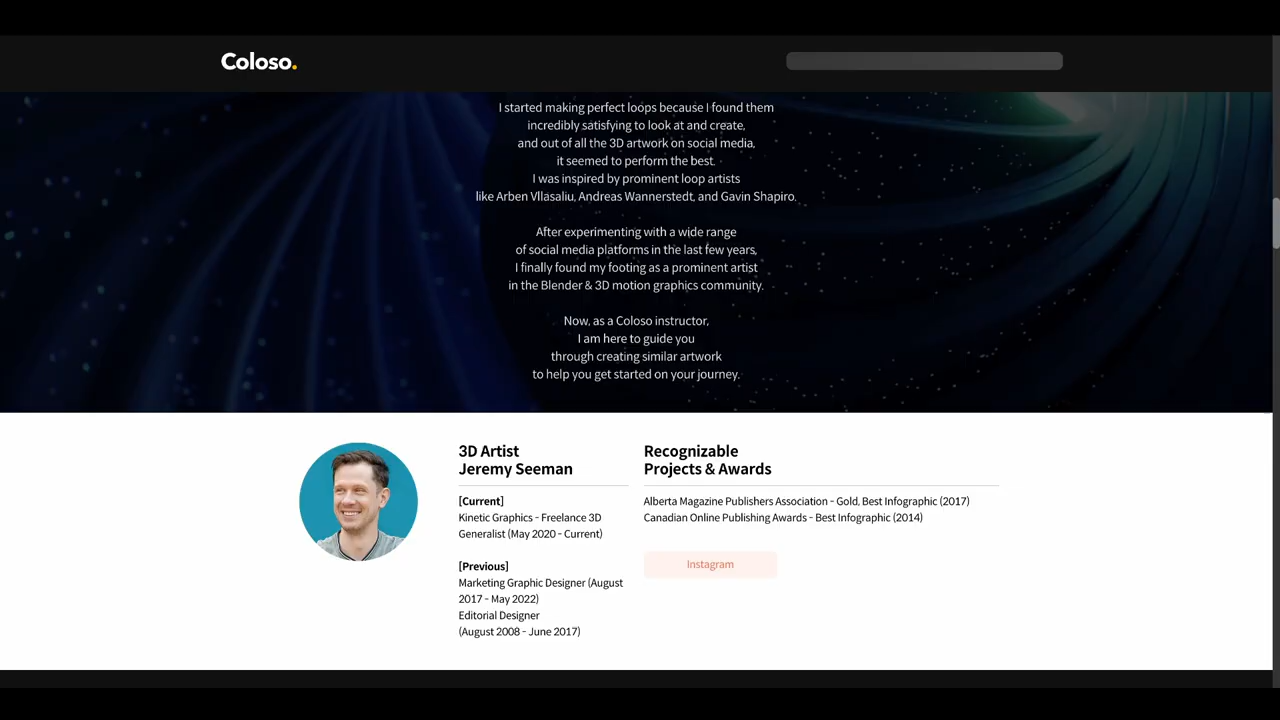 Coloso.
I started making perfect loops because I found them
incredibly satisfying to look at and create,
and out of all the 3D artwork on social media,
it seemed to perform the best.
I was inspired by prominent loop artists
like Arben Vllasaliu, Andreas Wannerstedt, and Gavin Shapiro.
After experimenting with a wide range
of social media platforms in the last few years,
I finally found my footing as a prominent artist
in the Blender & 3D motion graphics community.
Now, as a Coloso instructor,
I am here to guide you
through creating similar artwork
to help you get started on your journey.
3D Artist
Jeremy Seeman
[Current]
Kinetic Graphics - Freelance 3D
Generalist (May 2020 - Current)
[Previous]
Marketing Graphic Designer (August
2017 - May 2022)
Editorial Designer
(August 2008 - June 2017)
Recognizable
Projects & Awards
Alberta Magazine Publishers Association - Gold, Best Infographic (2017)
Canadian Online Publishing Awards - Best Infographic (2014)
Instagram